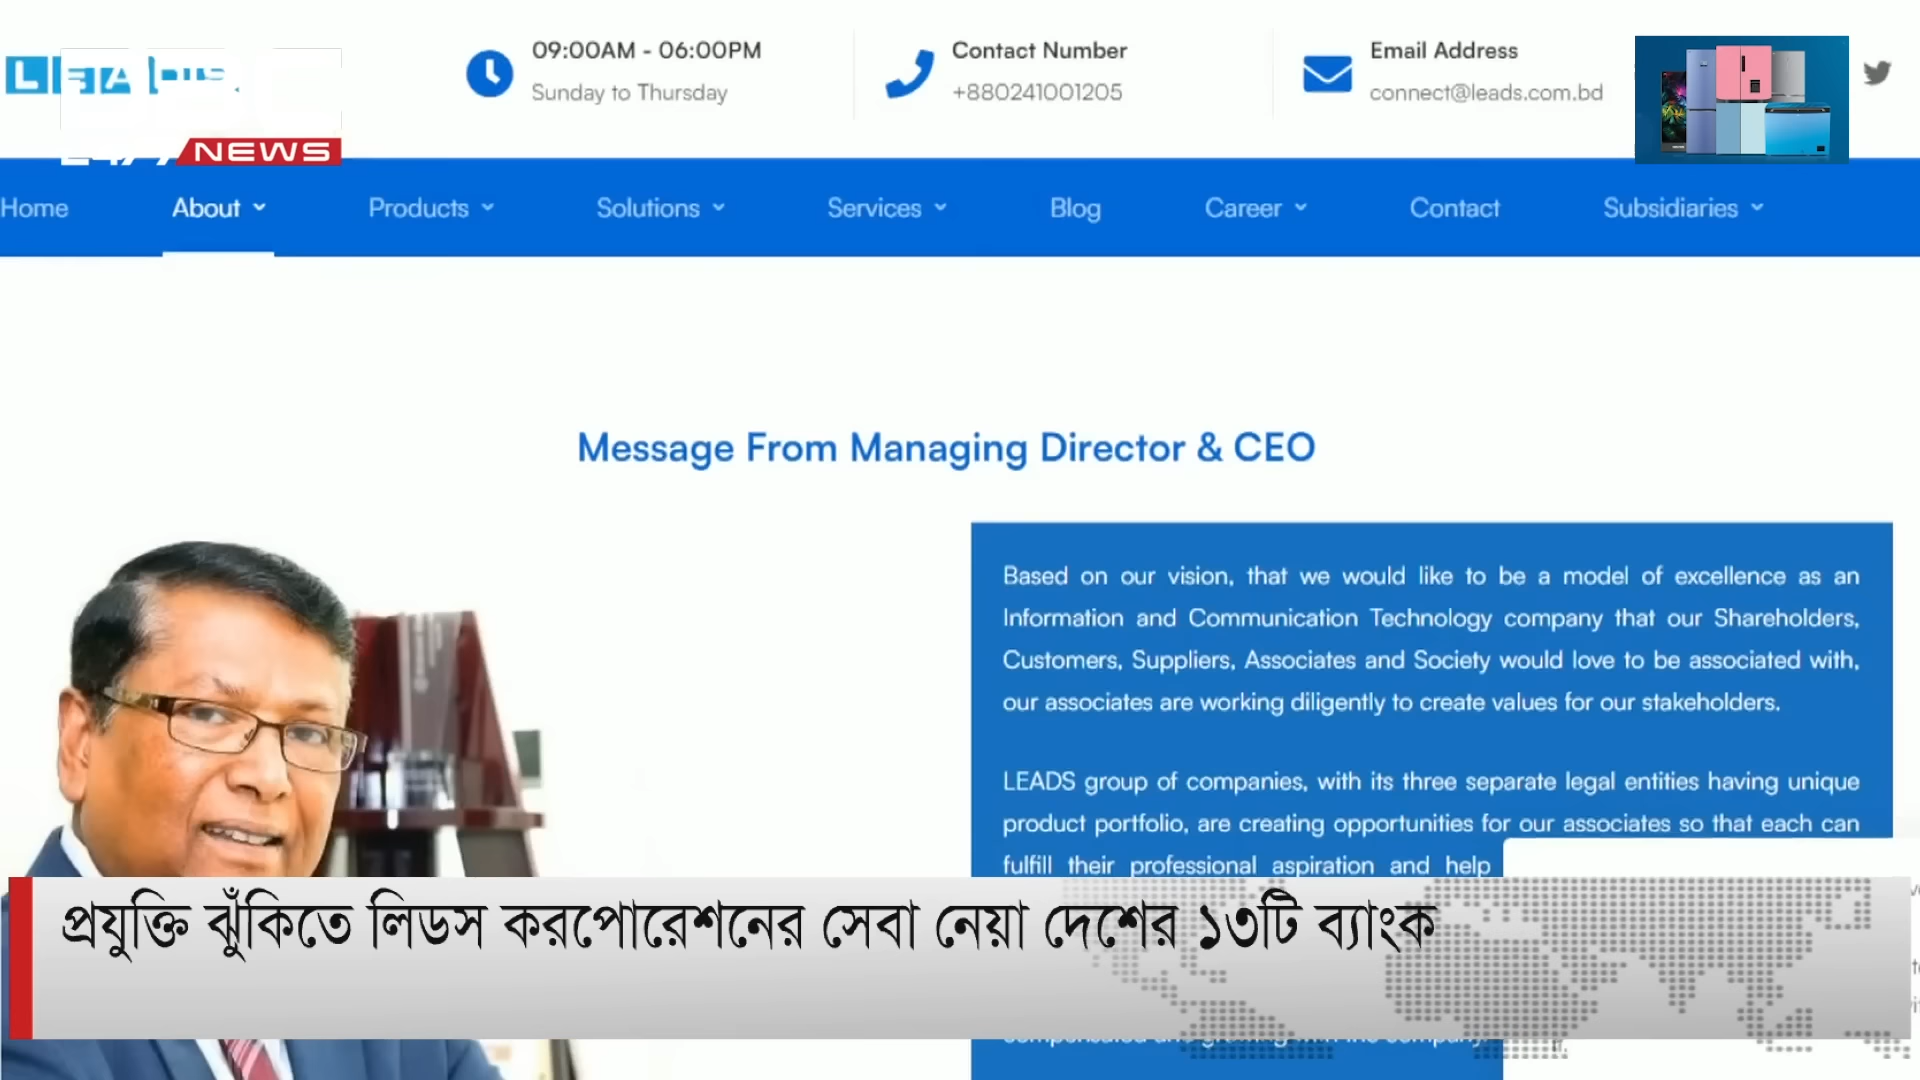 09:00AM - 06:00PM
Sunday to Thursday
Contact Number
+880241001205
Email Address
connect@leads.com.bd
24/7 NEWS
Home
About
Products
Solutions
Services
Blog
Career
Contact
Subsidiaries
Message From Managing Director & CEO
Based on our vision, that we would like to be a model of excellence as an
Information and Communication Technology company that our Shareholders,
Customers, Suppliers, Associates and Society would love to be associated with,
our associates are working diligently to create values for our stakeholders.
LEADS group of companies, with its three separate legal entities having unique
product portfolio, are creating opportunities for our associates so that each can
fulfill their professional aspiration and help
প্রযুক্তি ঝুঁকিতে লিডস করপোরেশনের সেবা নেয়া দেশের ১৩টি ব্যাংক